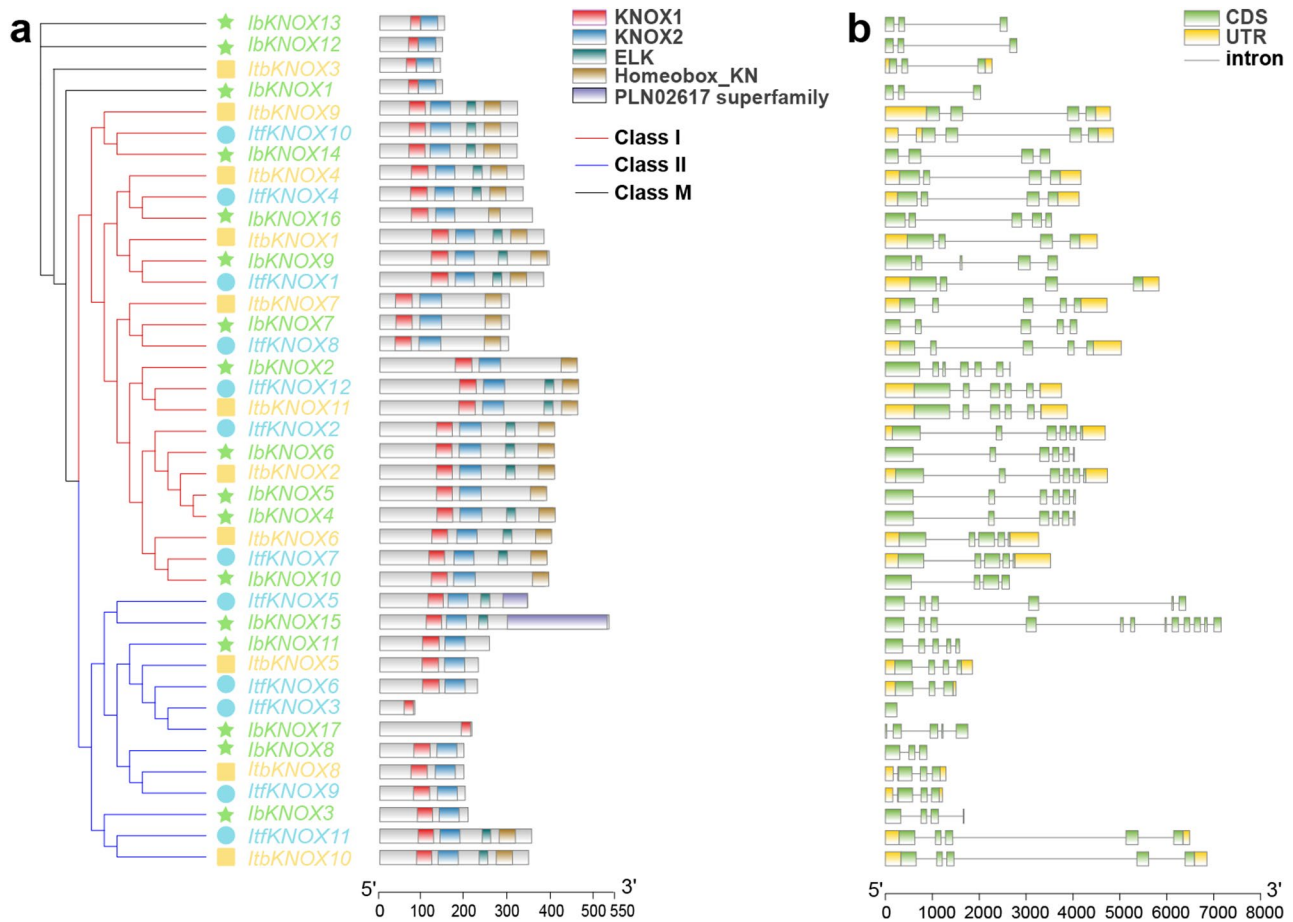 a
IbKNOX13
IbKNOX12
ItbKNOX3
IbKNOX1
ItbKNOX9
ItfKNOX10
IbKNOX14
ItbKNOX4
ItfKNOX4
IbKNOX16
ItbKNOX1
IbKNOX9
ItfKNOX1
ItbKNOX7
IbKNOX7
ItfKNOX8
IbKNOX2
ItfKNOX12
ItbKNOX11
ItfKNOX2
IbKNOX6
ItbKNOX2
IbKNOX5
IbKNOX4
ItbKNOX6
ItfKNOX7
IbKNOX10
ItfKNOX5
IbKNOX15
IbKNOX11
ItbKNOX5
ItfKNOX6
ItfKNOX3
IbKNOX17
IbKNOX8
ItbKNOX8
ItfKNOX9
IbKNOX3
ItfKNOX11
ItbKNOX10
KNOX1
KNOX2
ELK
Homeobox_KN
PLN02617 superfamily
Class I
Class II
Class M
5' 3'
0 100 200 300 400 500 550
b
CDS
UTR
intron
5' 3'
0 1000 2000 3000 4000 5000 6000 7000 8000